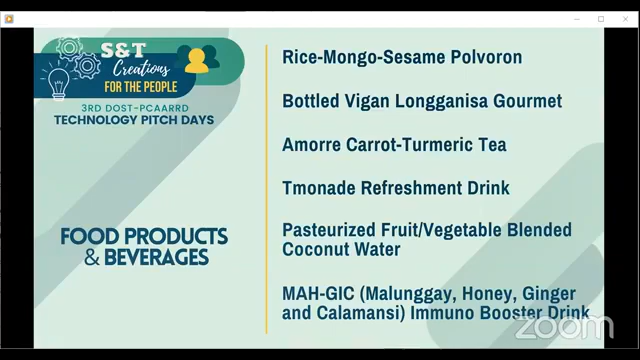 S&T
Creations
FOR THE PEOPLE
3RD DOST-PCAARRD
TECHNOLOGY PITCH DAYS
FOOD PRODUCTS
& BEVERAGES
Rice-Mongo-Sesame Polvoron
Bottled Vigan Longganisa Gourmet
Amorre Carrot-Turmeric Tea
Tmonade Refreshment Drink
Pasteurized Fruit/Vegetable Blended
Coconut Water
MAH-GIC (Malunggay, Honey, Ginger
and Calamansi) Immuno Booster Drink
zoom